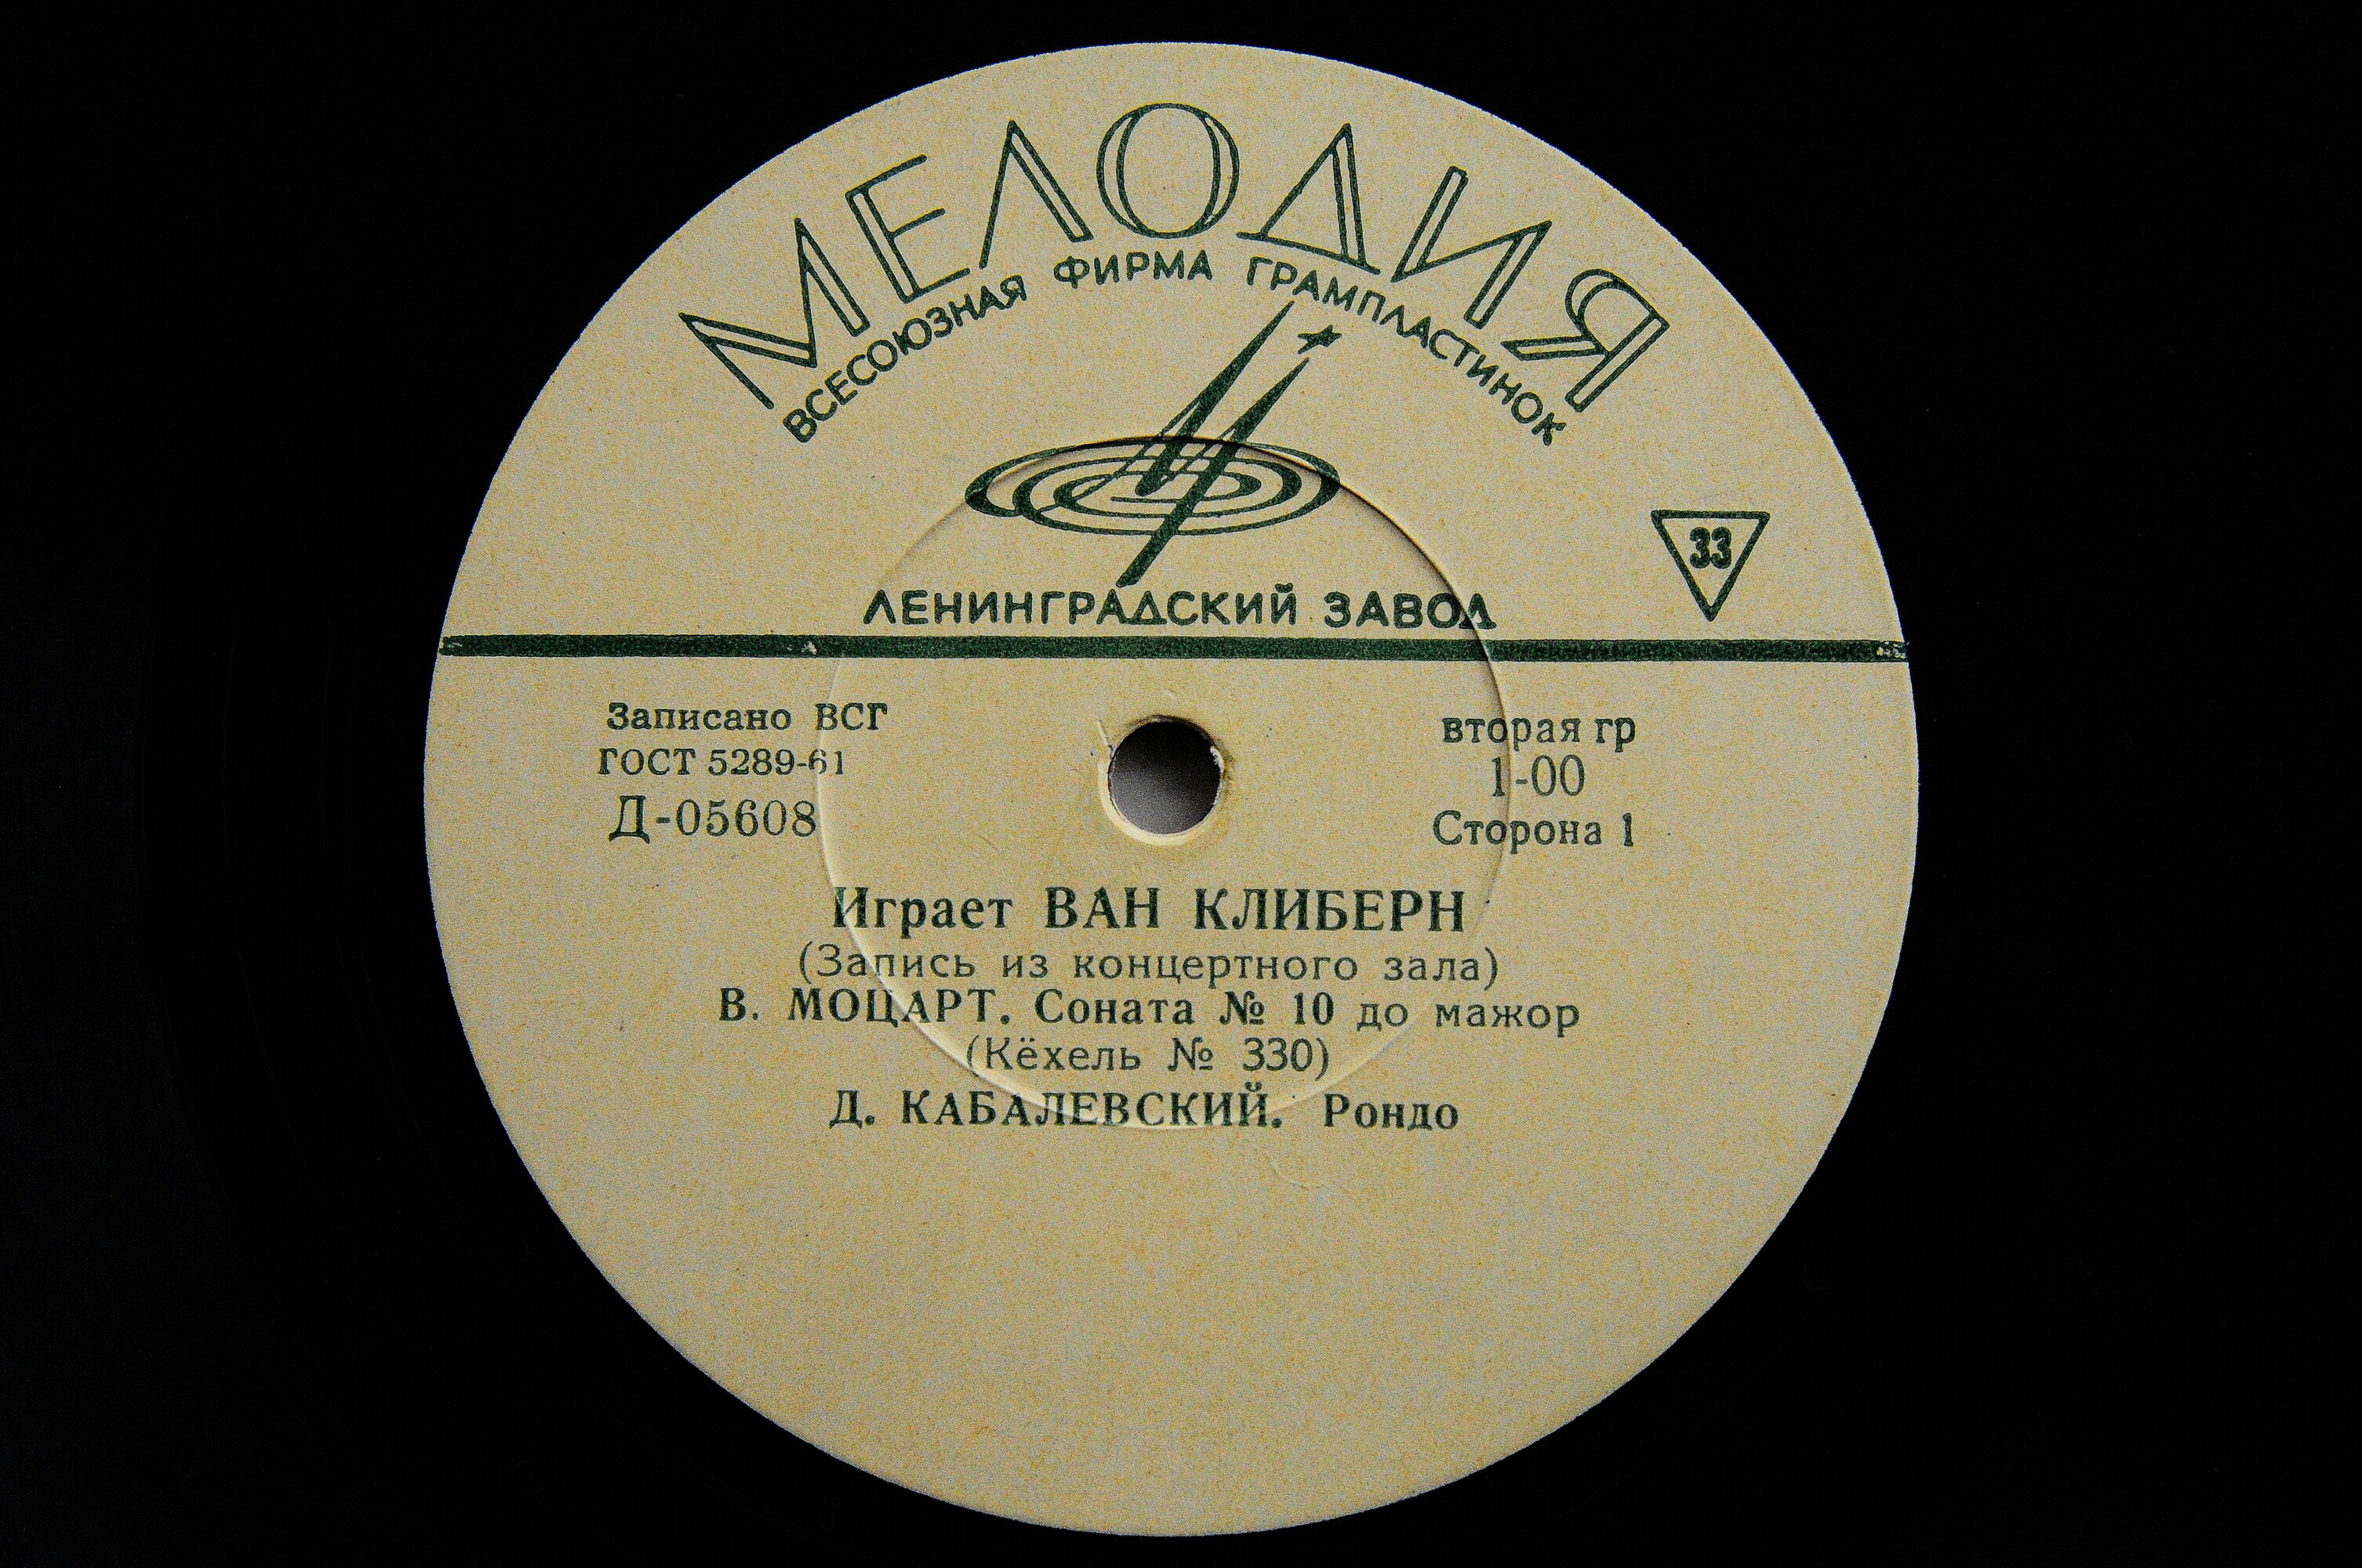 МЕЛОДИЯ
ВСЕСОЮЗНАЯ ФИРМА ГРАМПЛАСТИНОК
33
ЛЕНИНГРАДСКИЙ ЗАВОД
Записано ВСГ
ГОСТ 5289-61
Д-05608
вторая гр
1-00
Сторона 1
Играет ВАН КЛИБЕРН
(Запись из концертного зала)
В. МОЦАРТ. Соната № 10 до мажор
(Кёхель № 330)
Д. КАБАЛЕВСКИЙ. Рондо